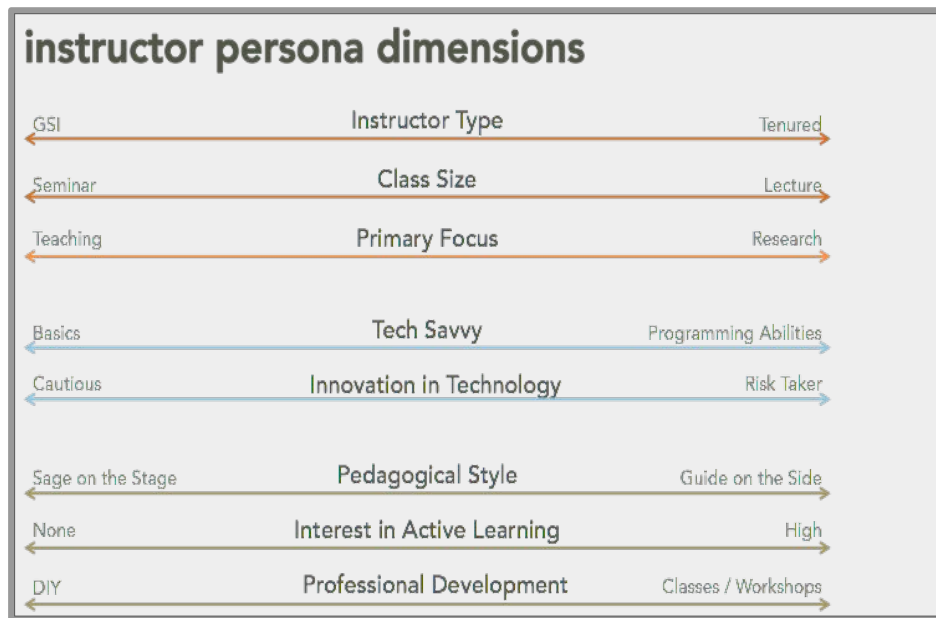 instructor persona dimensions
GSI Instructor Type Tenured
Seminar Class Size Lecture
Teaching Primary Focus Research
Basics Tech Savvy Programming Abilities
Cautious Innovation in Technology Risk Taker
Sage on the Stage Pedagogical Style Guide on the Side
None Interest in Active Learning High
DIY Professional Development Classes / Workshops